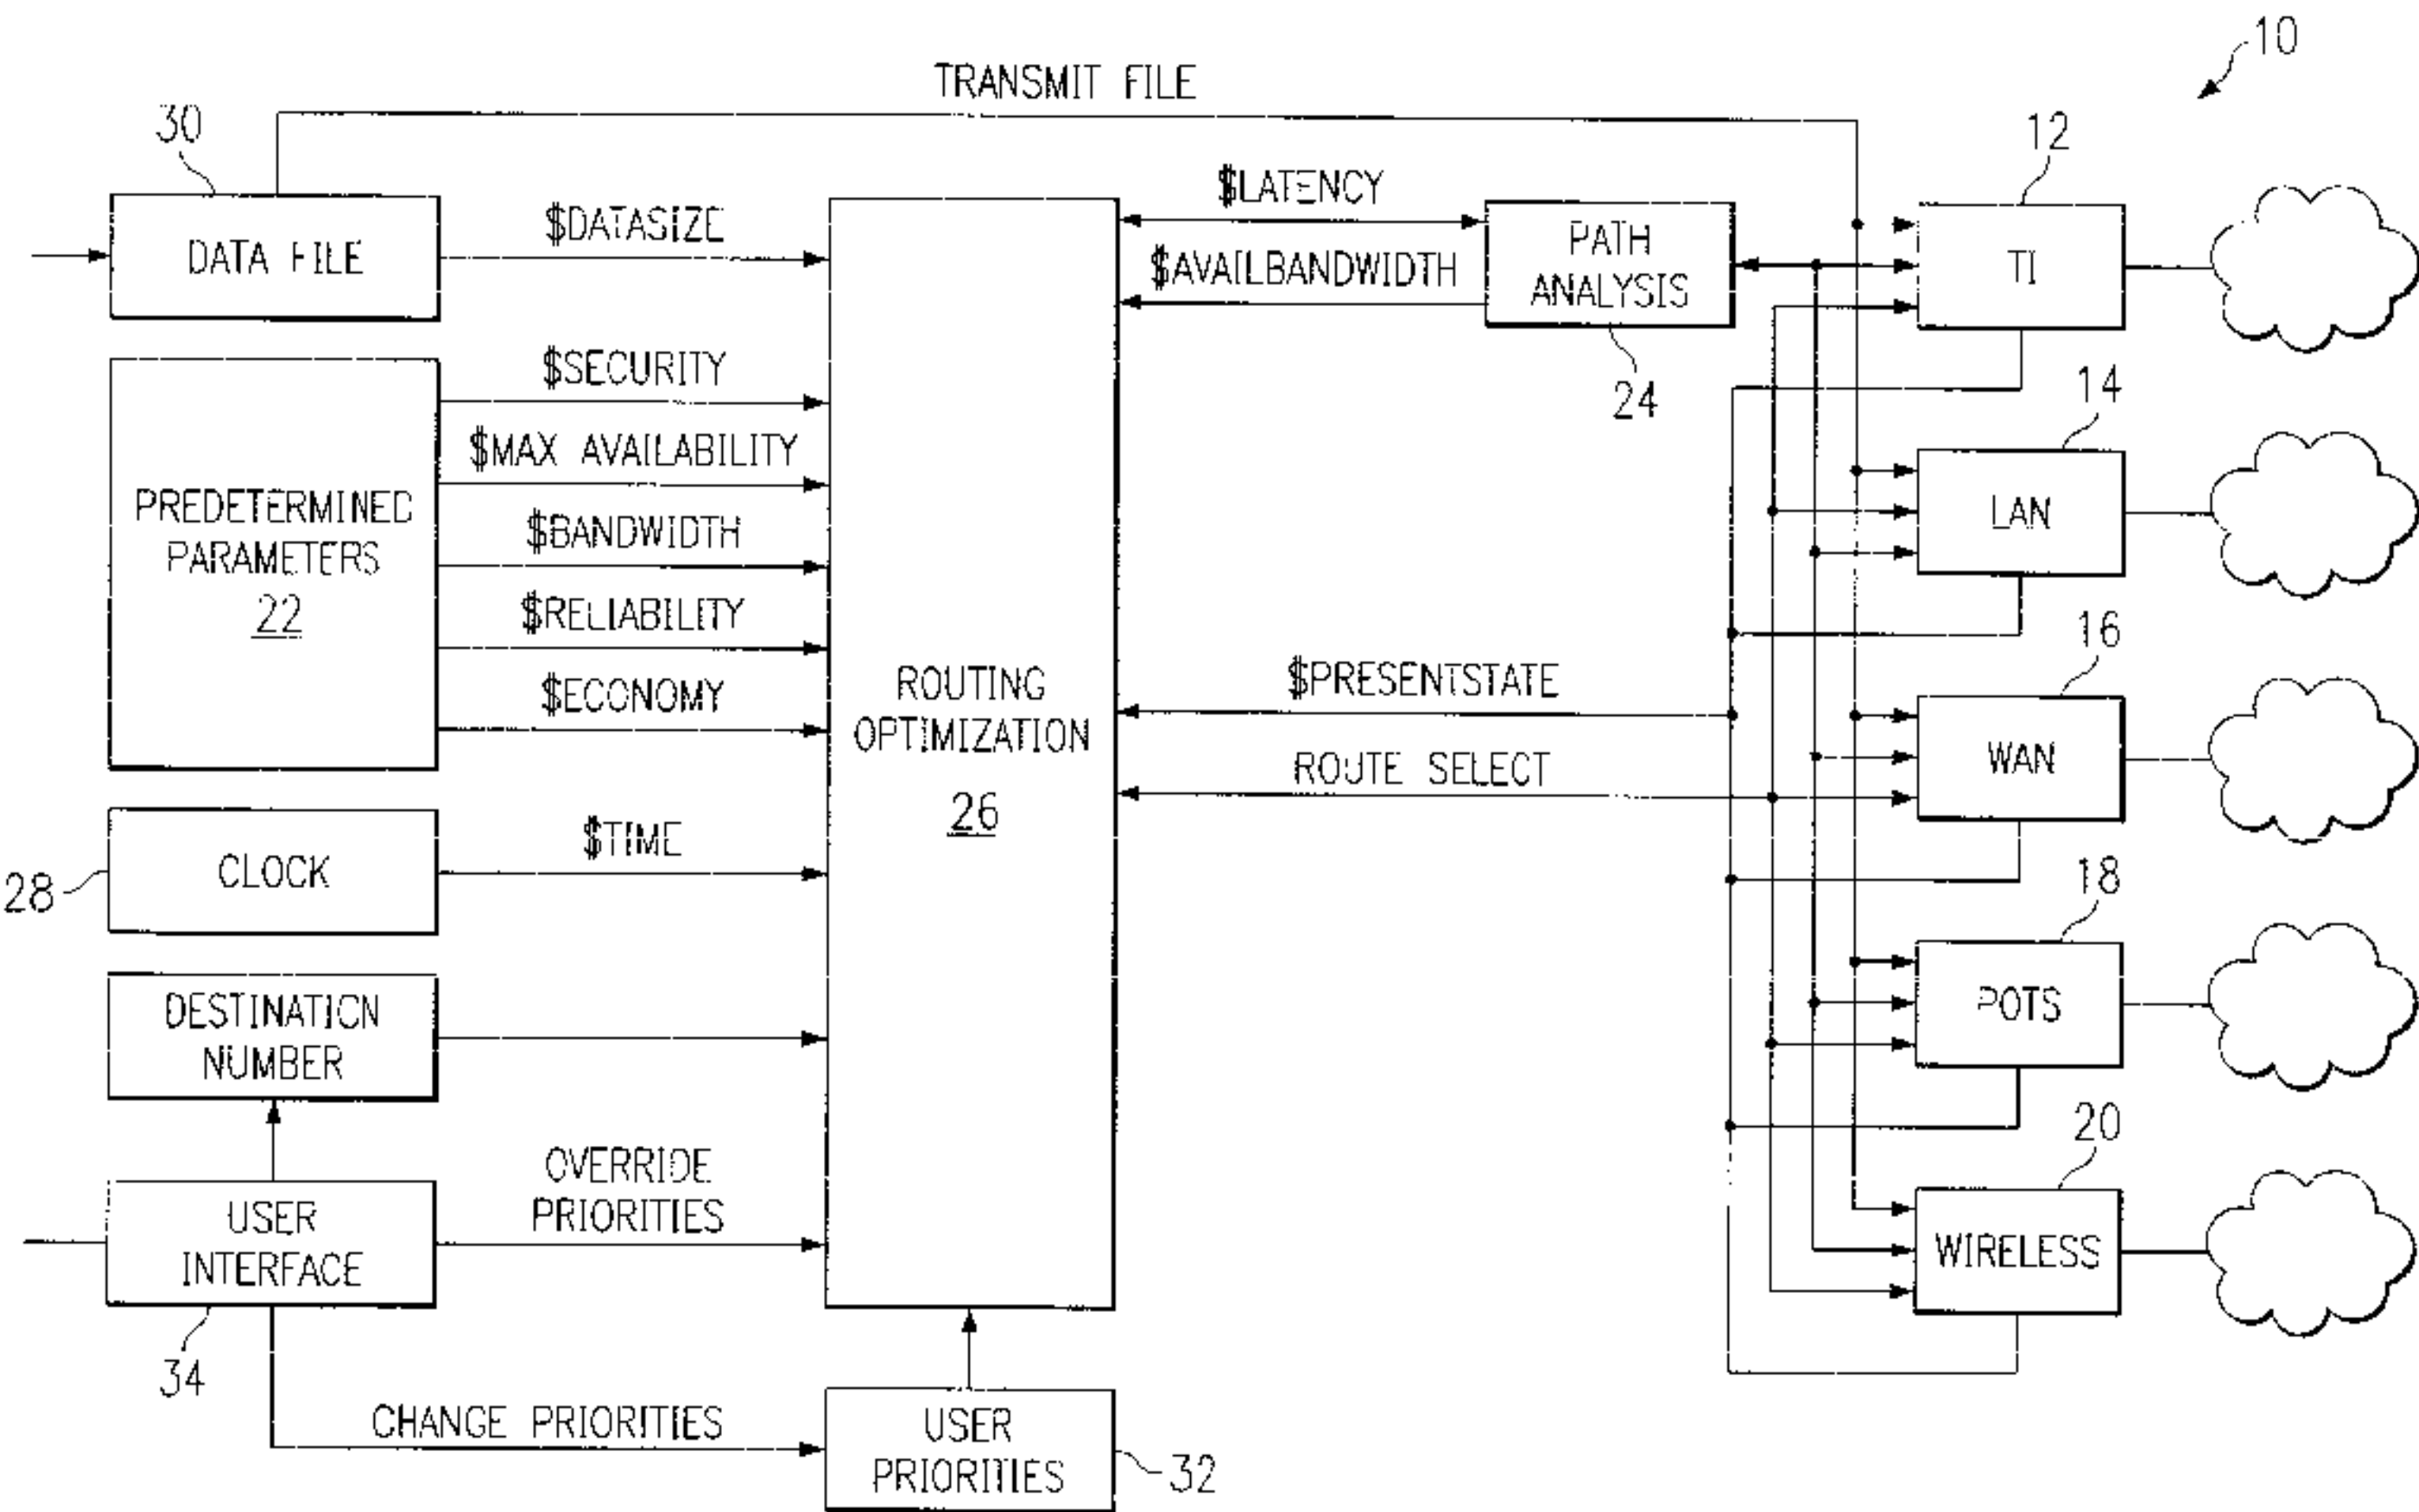 10
TRANSMIT FILE
30
12
$LATENCY
$DATASIZE
DATA FILE
PATH
ANALYSIS
$AVAILBANDWIDTH
TI
$SECURITY
24
14
$MAX AVAILABILITY
PREDETERMINED
PARAMETERS
22
$BANDWIDTH
LAN
$RELIABILITY
16
$ECONOMY
ROUTING
OPTIMIZATION
26
$PRESENTSTATE
WAN
ROUTE SELECT
$TIME
CLOCK
28
18
DESTINATION
NUMBER
POTS
20
OVERRIDE
PRIORITIES
USER
INTERFACE
WIRELESS
34
CHANGE PRIORITIES
USER
PRIORITIES
32